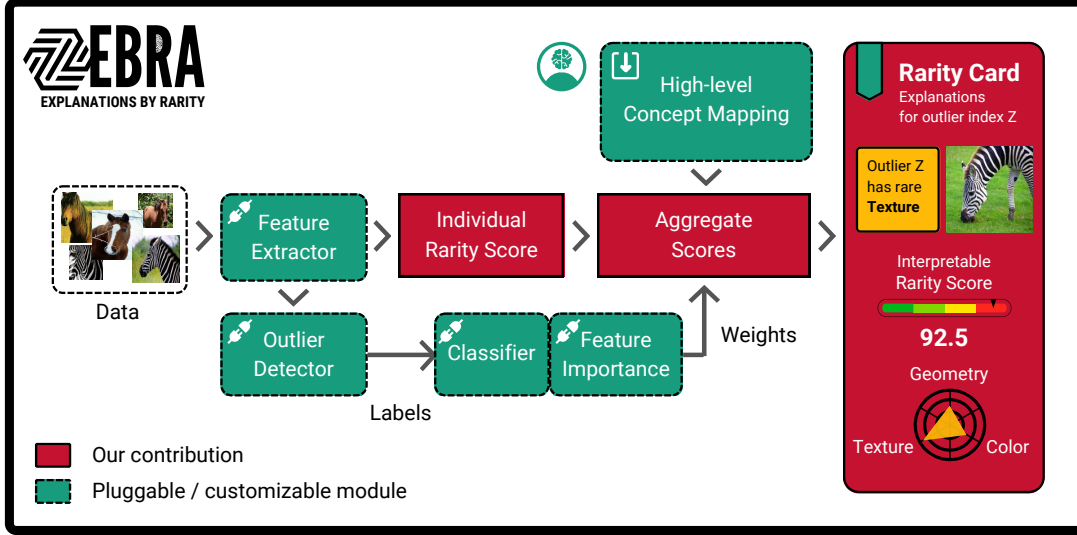 ZEBRA
EXPLANATIONS BY RARITY
High-level
Concept Mapping
Data
Feature
Extractor
Individual
Rarity Score
Aggregate
Scores
Outlier
Detector
Labels
Classifier
Feature
Importance
Weights
Our contribution
Pluggable / customizable module
Rarity Card
Explanations
for outlier index Z
Outlier Z
has rare
Texture
Interpretable
Rarity Score
92.5
Geometry
Texture
Color